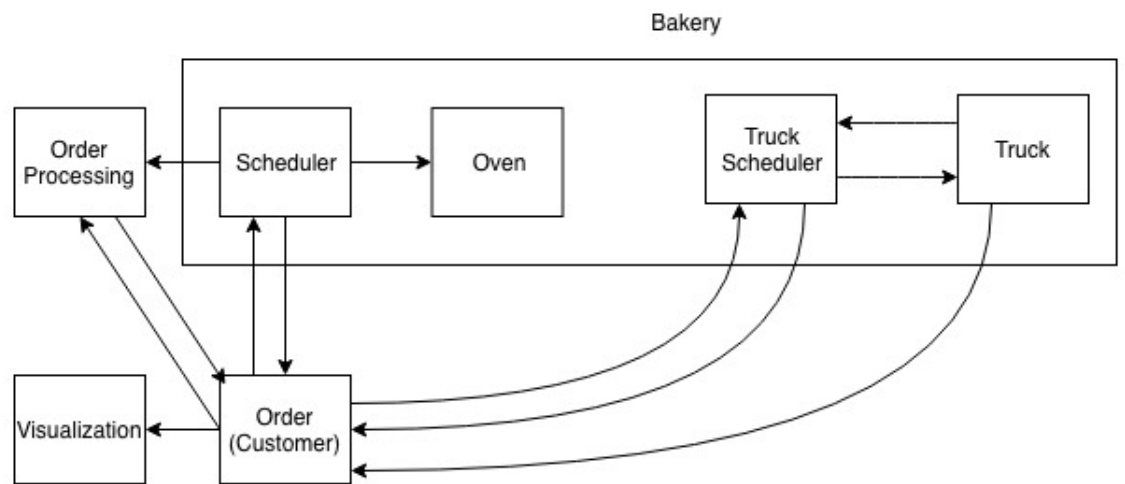 Bakery
Order
Processing
Scheduler
Oven
Truck
Scheduler
Truck
Visualization
Order
(Customer)